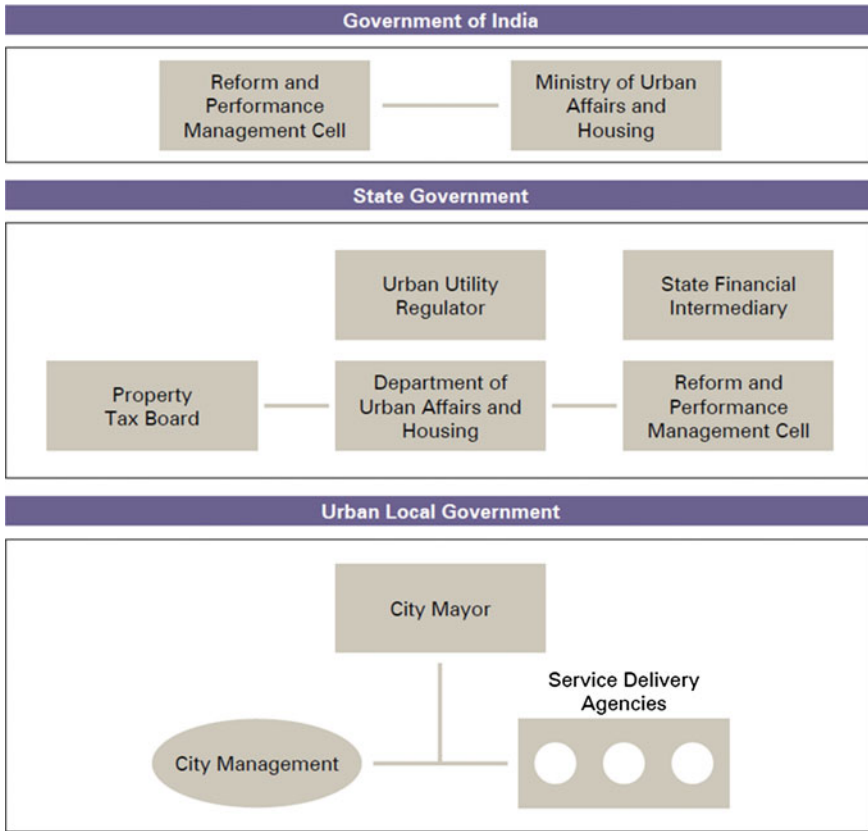 Government of India
Reform and
Performance
Management Cell
Ministry of Urban
Affairs and
Housing
State Government
Urban Utility
Regulator
State Financial
Intermediary
Property
Tax Board
Department of
Urban Affairs and
Housing
Reform and
Performance
Management Cell
Urban Local Government
City Mayor
Service Delivery
Agencies
City Management